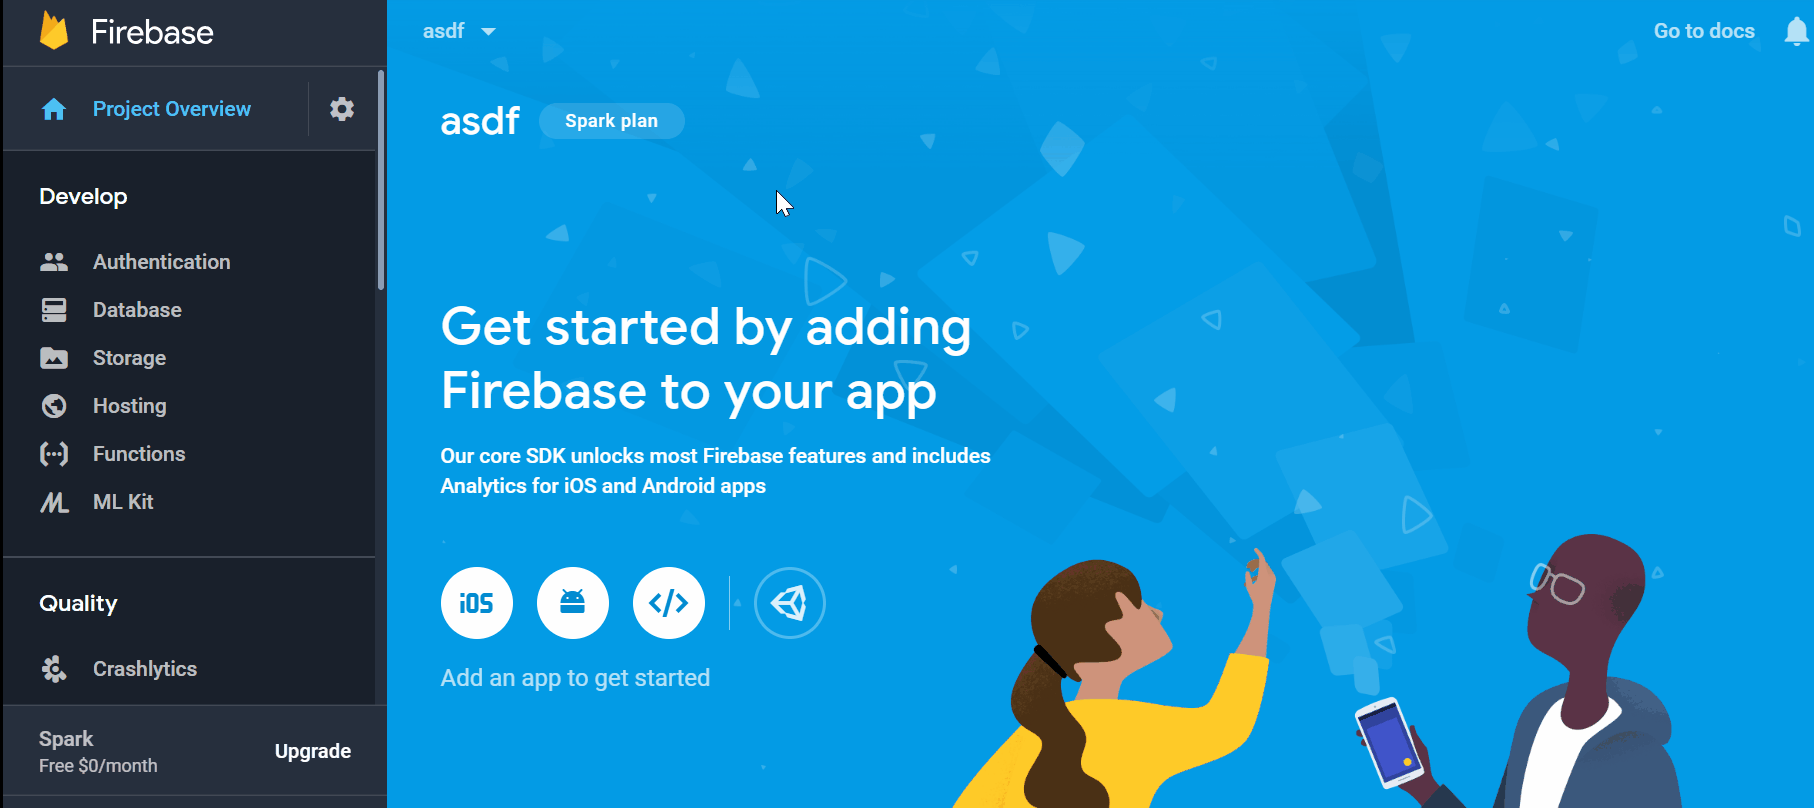 Firebase
Project Overview
Develop
Authentication
Database
Storage
Hosting
Functions
ML Kit
Quality
Crashlytics
Spark
Free $0/month
Upgrade
asdf
Go to docs
asdf
Spark plan
Get started by adding
Firebase to your app
Our core SDK unlocks most Firebase features and includes
Analytics for iOS and Android apps
iOS
Add an app to get started